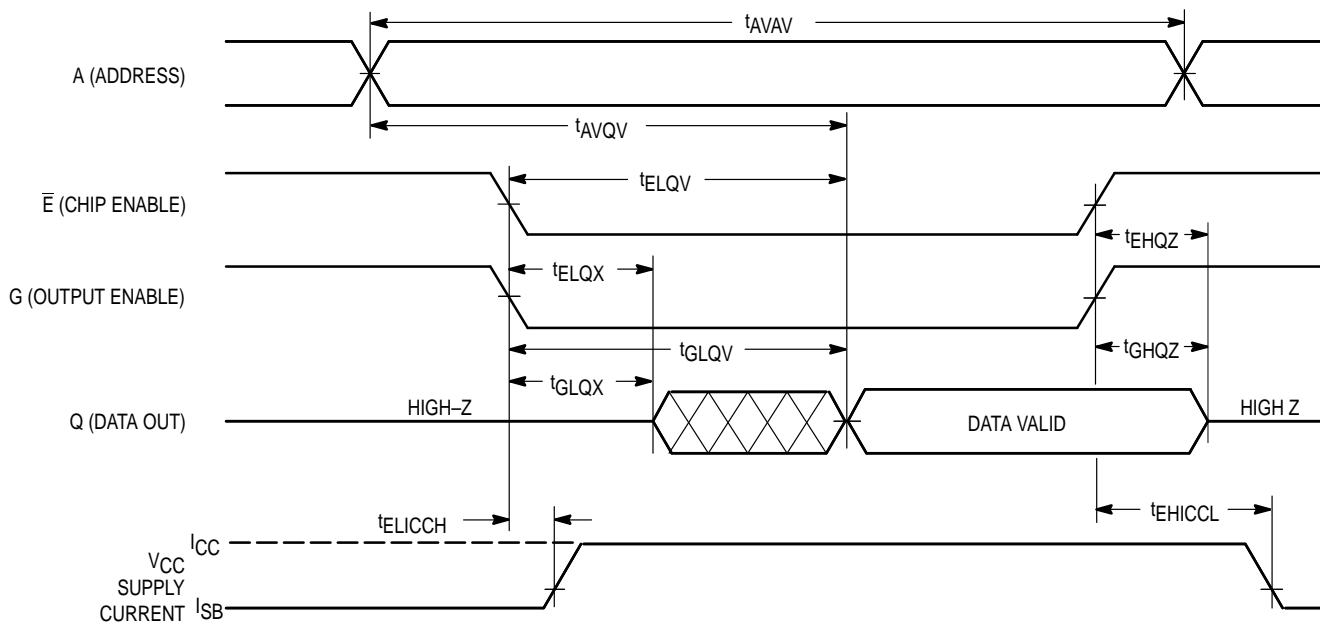 tAVAV
A (ADDRESS)
tAVQV
tELQV
E̅ (CHIP ENABLE)
tEHQZ
tELQX
G (OUTPUT ENABLE)
tGLQV
tGHQZ
tGLQX
HIGH–Z
Q (DATA OUT)
DATA VALID
HIGH Z
tELICCH
tEHICCL
ICC
VCC
SUPPLY
CURRENT ISB